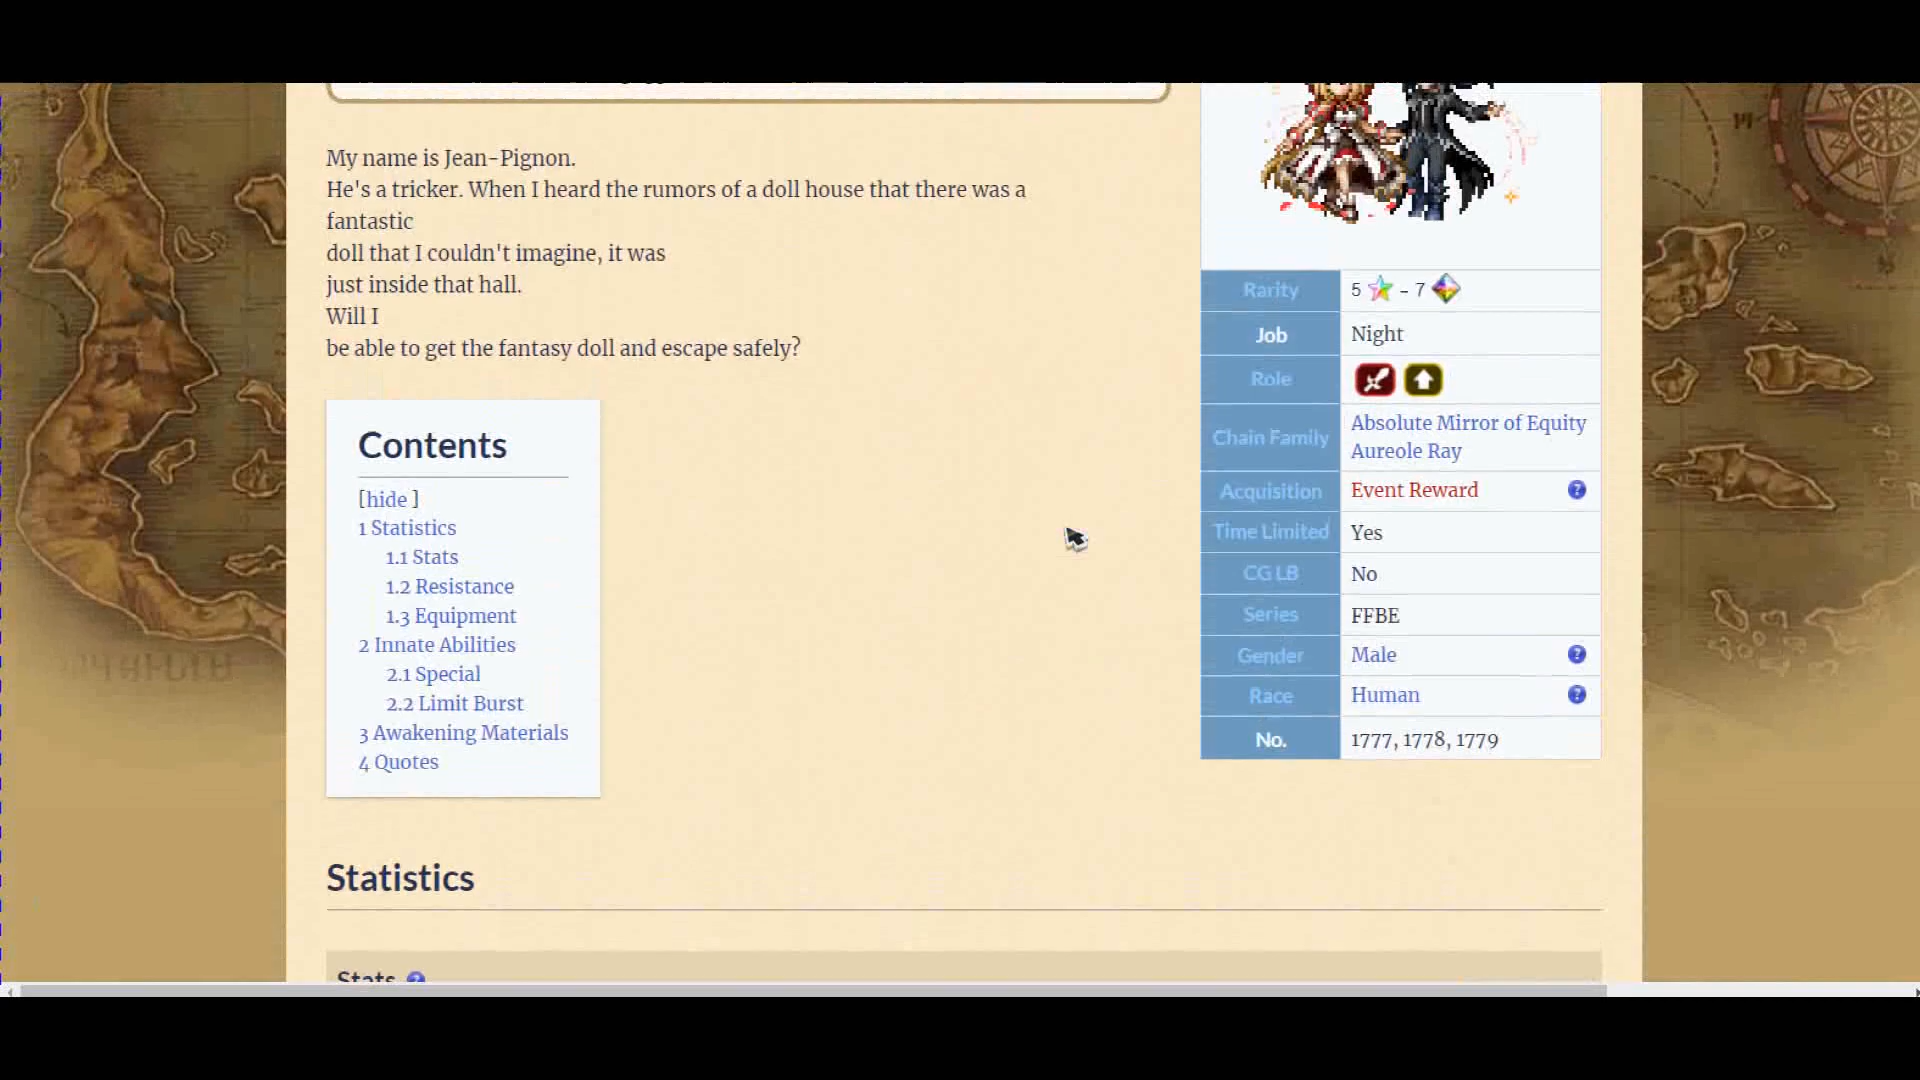 My name is Jean-Pignon.
He's a tricker. When I heard the rumors of a doll house that there was a
fantastic
doll that I couldn't imagine, it was
just inside that hall.
Will I
be able to get the fantasy doll and escape safely?
Contents
[hide ]
1 Statistics
1.1 Stats
1.2 Resistance
1.3 Equipment
2 Innate Abilities
2.1 Special
2.2 Limit Burst
3 Awakening Materials
4 Quotes
Rarity 5 - 7
Job Night
Role
Chain Family Absolute Mirror of Equity
Aureole Ray
Acquisition Event Reward ?
Time Limited Yes
CG LB No
Series FFBE
Gender Male ?
Race Human ?
No. 1777, 1778, 1779
Statistics
Stats ?